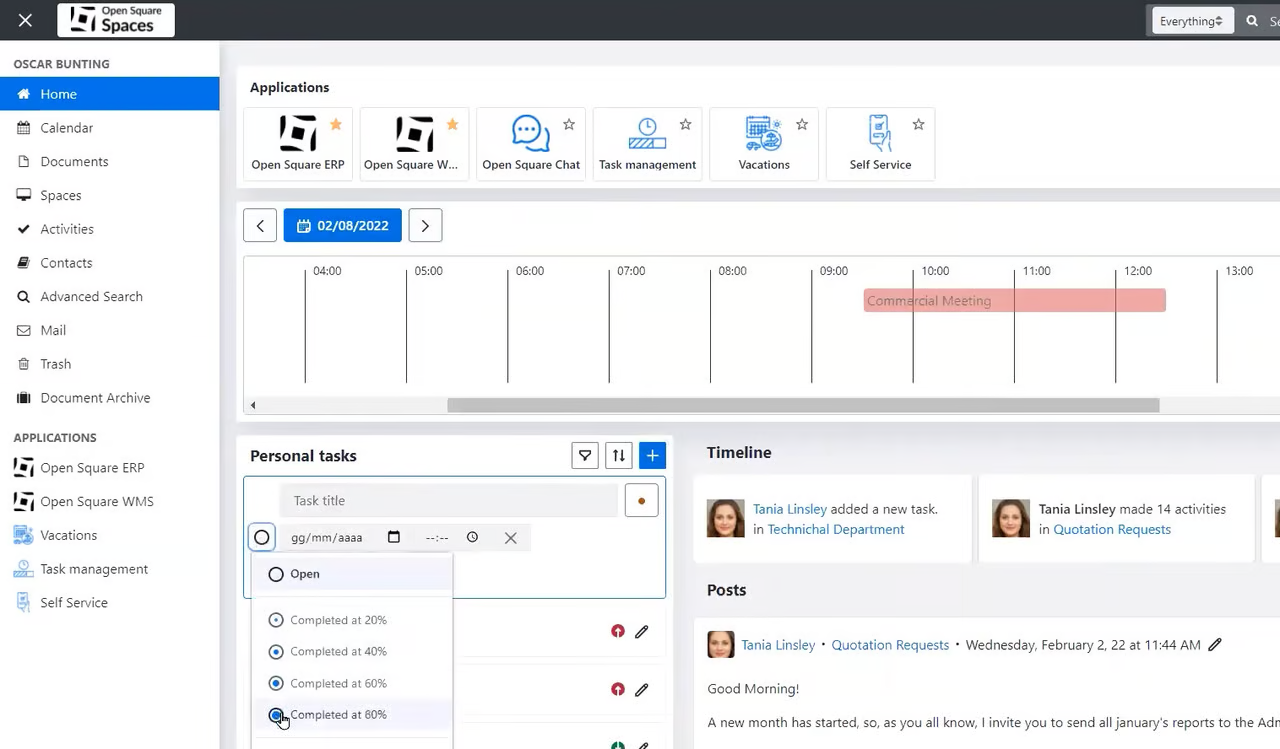 Open Square
Spaces
Everything
OSCAR BUNTING
Home
Calendar
Documents
Spaces
Activities
Contacts
Advanced Search
Mail
Trash
Document Archive
APPLICATIONS
Open Square ERP
Open Square WMS
Vacations
Task management
Self Service
Applications
Open Square ERP
Open Square W...
Open Square Chat
Task management
Vacations
Self Service
02/08/2022
04:00 05:00 06:00 07:00 08:00 09:00 10:00 11:00 12:00 13:00
Commercial Meeting
Personal tasks
Task title
gg/mm/aaaa --:--
Open
Completed at 20%
Completed at 40%
Completed at 60%
Completed at 60%
Timeline
Tania Linsley added a new task.
in Technichal Department
Tania Linsley made 14 activities
in Quotation Requests
Posts
Tania Linsley • Quotation Requests • Wednesday, February 2, 22 at 11:44 AM
Good Morning!
A new month has started, so, as you all know, I invite you to send all january's reports to the